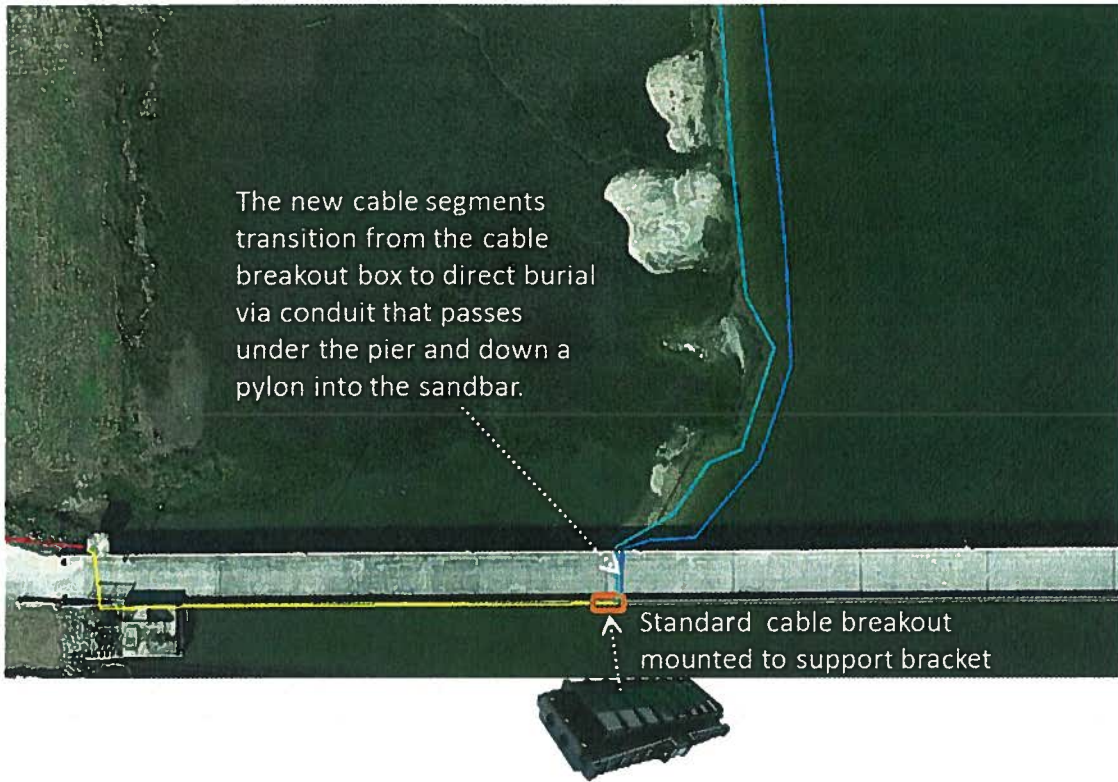 The new cable segments
transition from the cable
breakout box to direct burial
via conduit that passes
under the pier and down a
pylon into the sandbar.
Standard cable breakout
mounted to support bracket